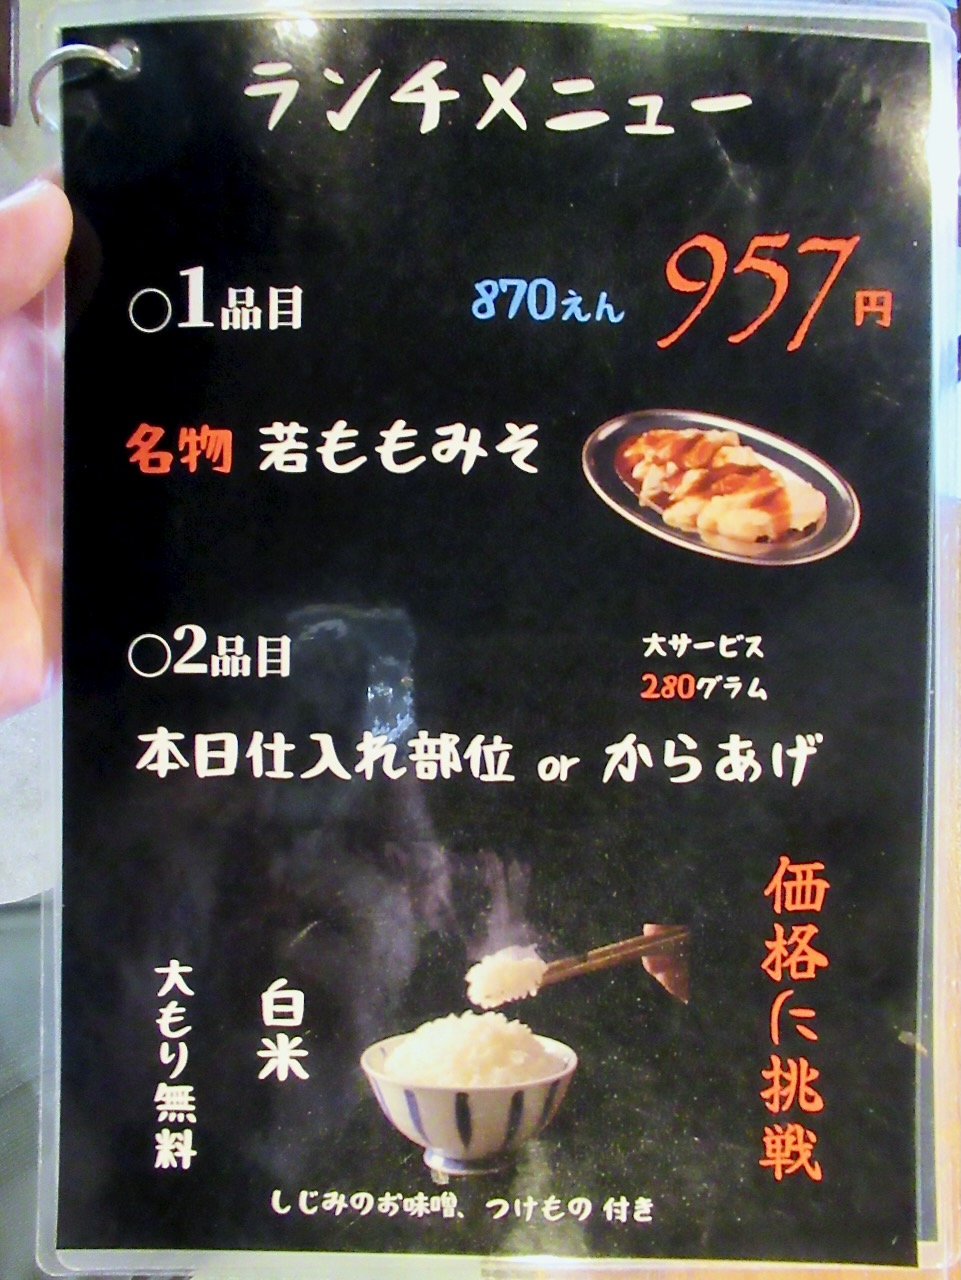 ランチメニュー
○1品目 870えん 957円
名物 若ももみそ
○2品目
大サービス
280グラム
本日仕入れ部位 or からあげ
価格に挑戦
白米
大もり無料
しじみのお味噌、つけもの 付き